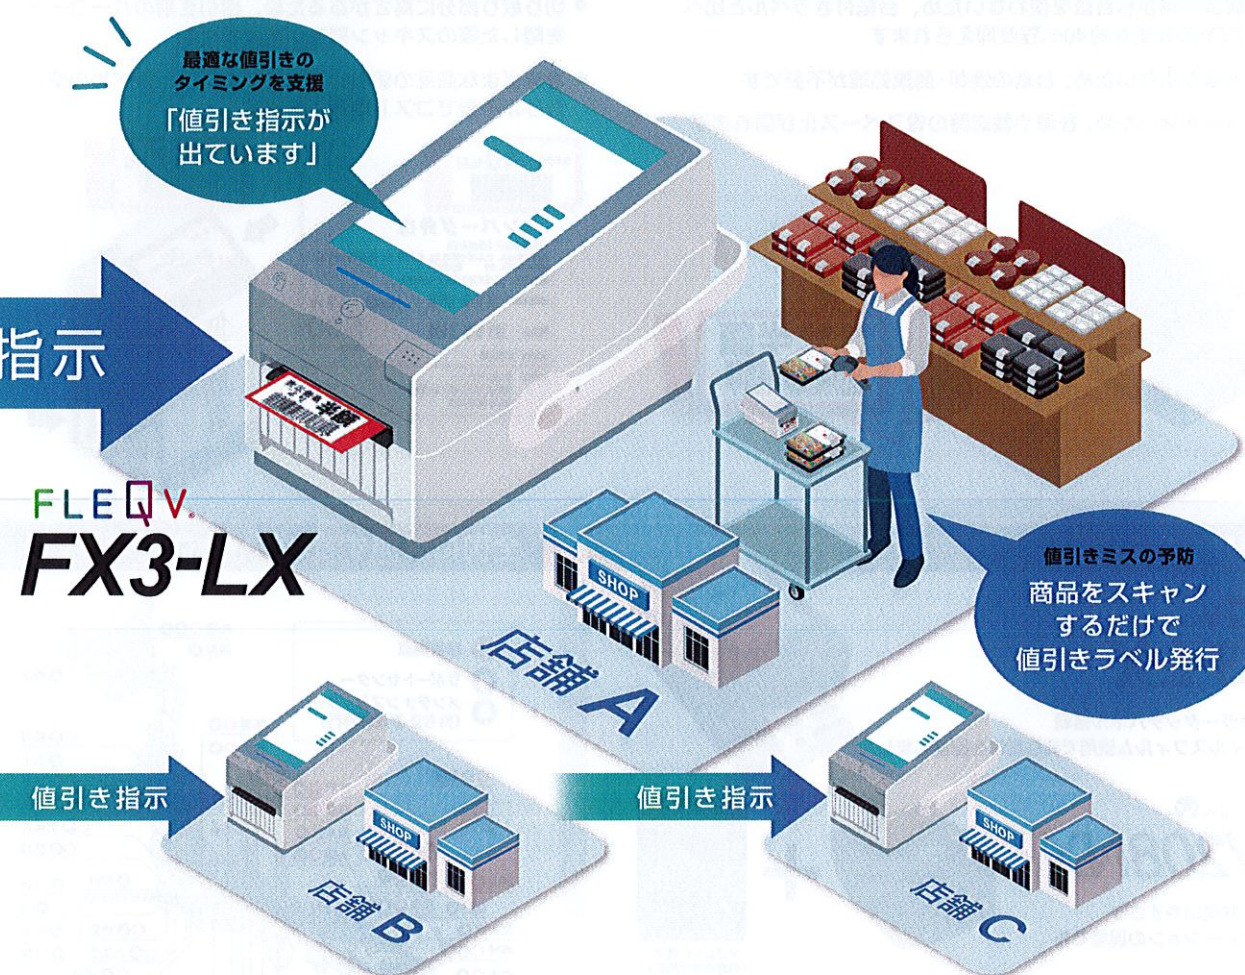 最適な値引きの
タイミングを支援
「値引き指示が
出ています」
指示
半額
FLEQV.
FX3-LX
SHOP
店舗 A
値引きミスの予防
商品をスキャン
するだけで
値引きラベル発行
値引き指示
SHOP
店舗 B
値引き指示
SHOP
店舗 C